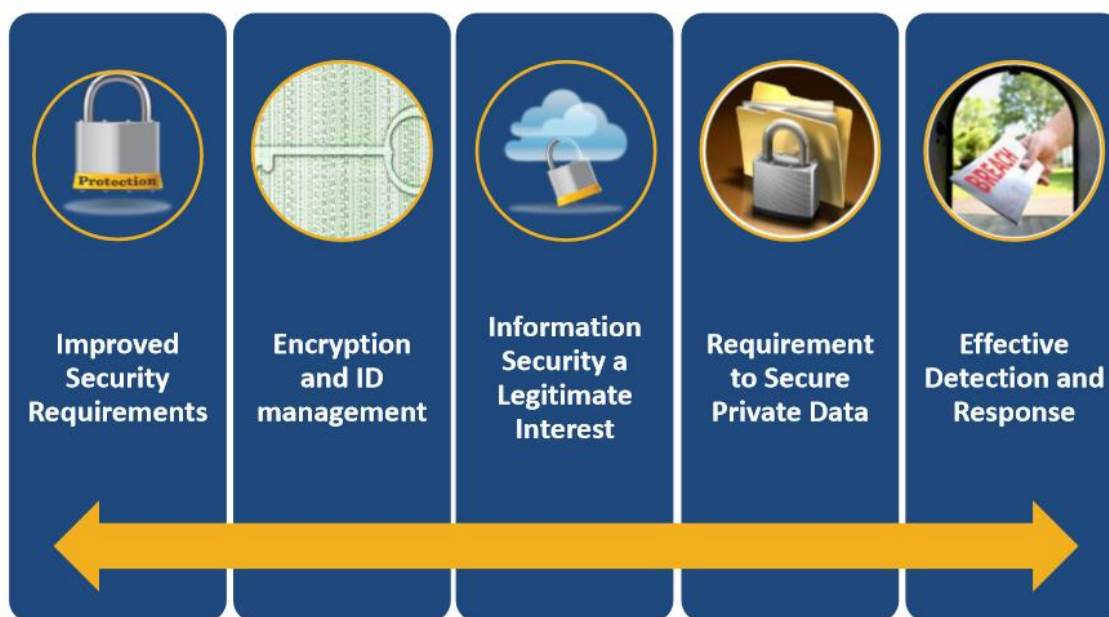 Protection
BREACH
Improved
Security
Requirements
Encryption
and ID
management
Information
Security a
Legitimate
Interest
Requirement
to Secure
Private Data
Effective
Detection and
Response